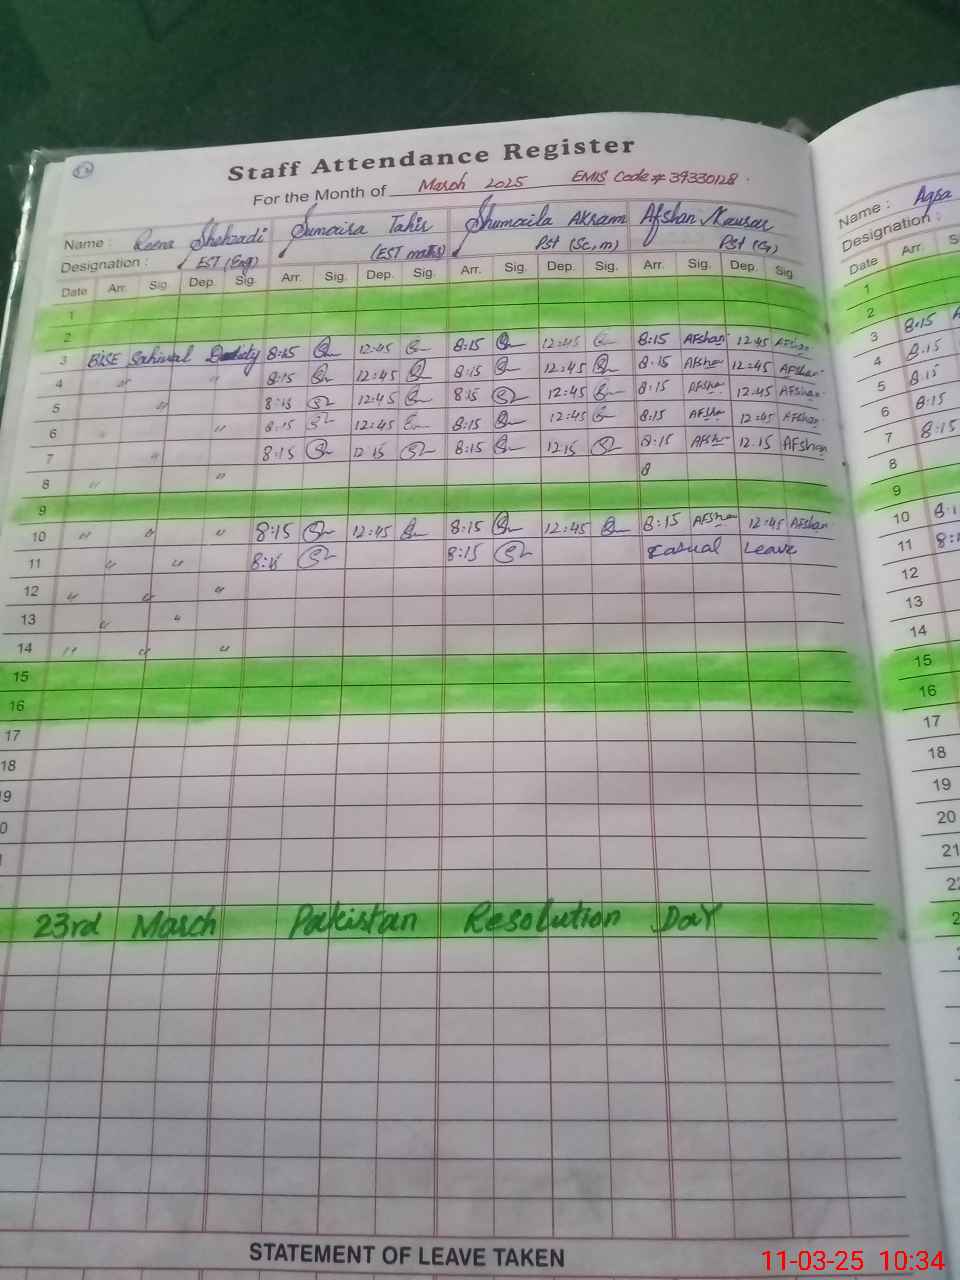 Staff Attendance Register
For the Month of March 2025 EMIS Code # 39330128.
Name : Reena Shehzadi Sumaira Tahir Shumaila Akram Afshan Kausar Name : Aqsa
Designation : EST (Eng) (EST maths) Pst (Sc, m) Pst (G) Designation :
Date Arr. Sig. Dep. Sig. Arr. Sig. Dep. Sig. Arr. Sig. Dep. Sig. Arr. Sig. Dep. Sig. Date Arr.
1 1
2 2
3 BISE Sahiwal Duty 8:15 12:45 8:15 12:45 8:15 Afshan 12:45 Afshan 3 8:15
4 " " 8:15 12:45 8:15 12:45 8:15 Afshan 12:45 Afshan 4 8:15
5 " 8:15 12:45 8:15 12:45 8:15 Afsha 12:45 Afshan 5 8:15
6 " 8:15 12:45 8:15 12:45 8:15 Afsha 12:45 Afshan 6 8:15
7 " 8:15 12:15 8:15 12:15 8:15 Afsha 12:15 Afshan 7 8:15
8 " " 8 8
9 9
10 " " " 8:15 12:45 8:15 12:45 8:15 Afshan 12:45 Afshan 10
11 " " 8:15 8:15 Casual Leave 11
12 " " " 12
13 " " 13
14 " " " 14
15 15
16 16
17 17
18 18
19 19
20
21
23rd March Pakistan Resolution Day
STATEMENT OF LEAVE TAKEN
11-03-25 10:34